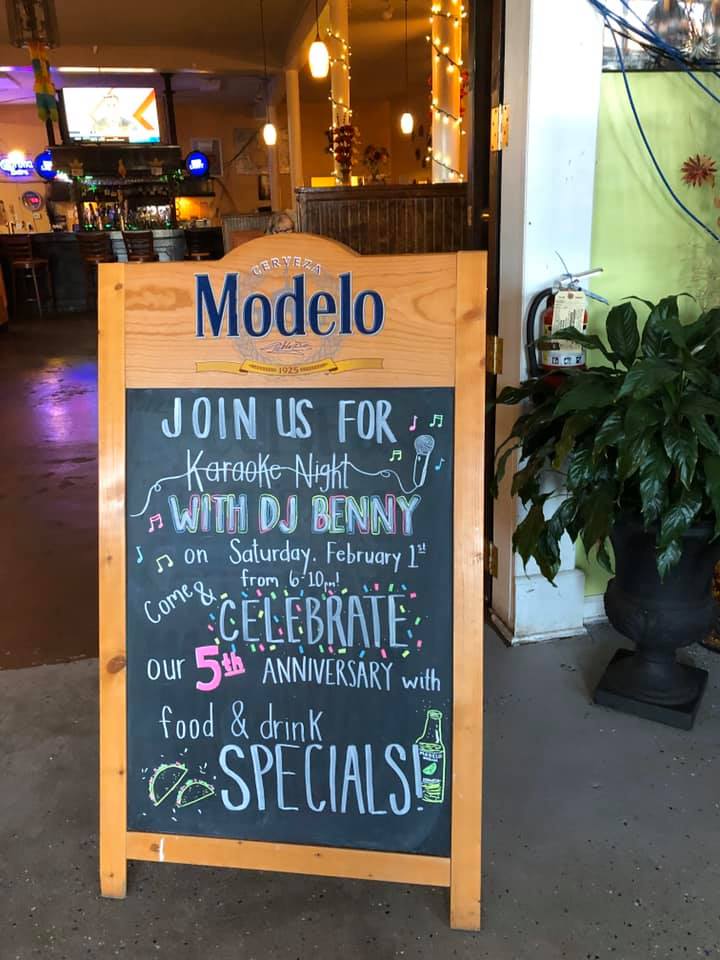 CERVEZA
Modelo
1925
JOIN US FOR
Karaoke Night
WITH DJ BENNY
on Saturday, February 1st
from 6-10pm!
Come &
CELEBRATE
our 5th ANNIVERSARY with
food & drink
SPECIALS!
MODELO